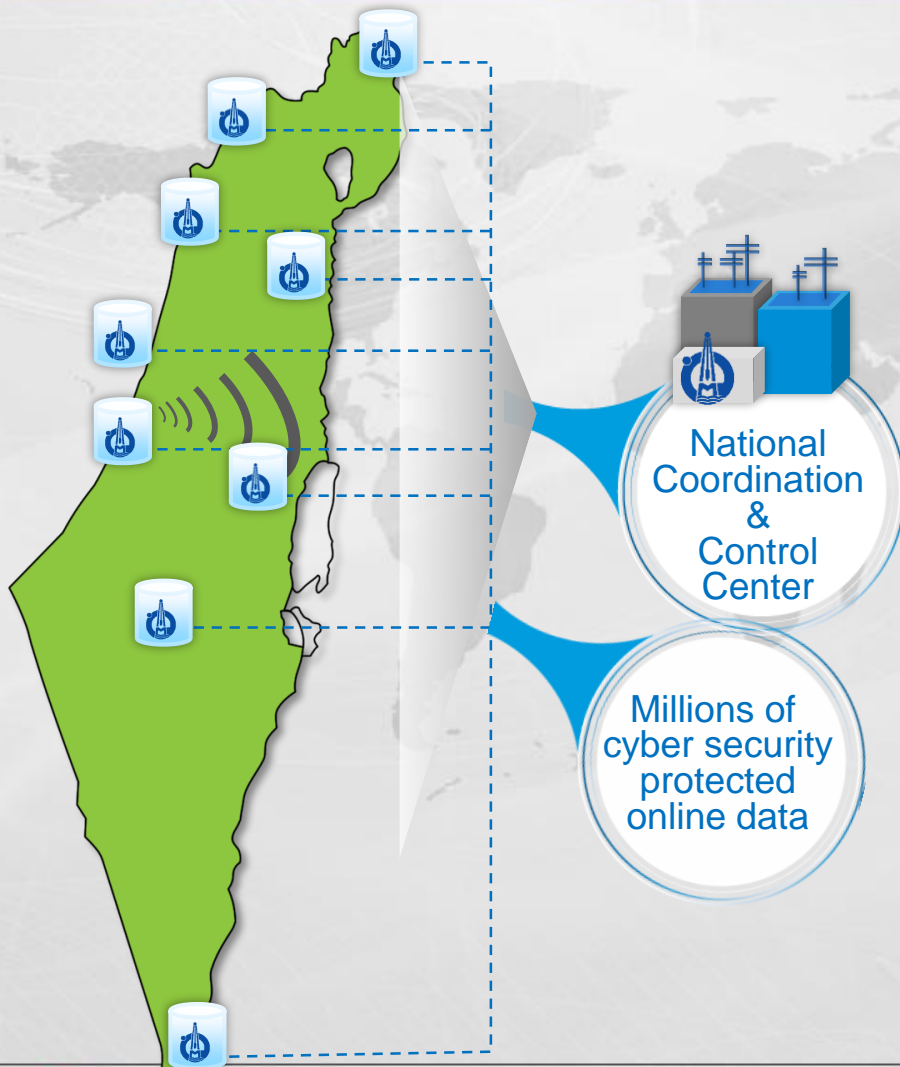 National
Coordination
&
Control
Center
Millions of
cyber security
protected
online data